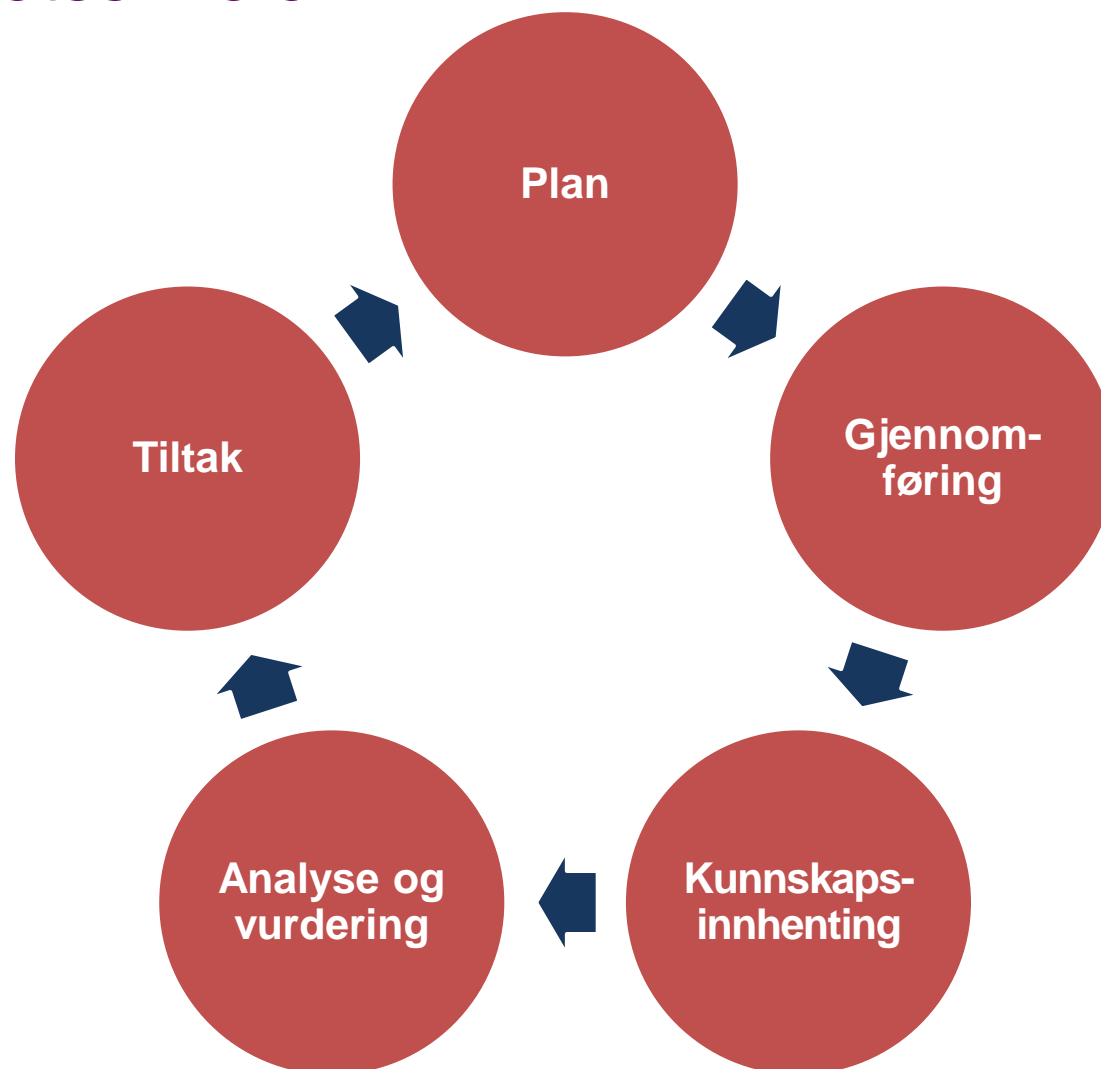 Plan
Gjennom-
føring
Kunnskaps-
innhenting
Analyse og
vurdering
Tiltak